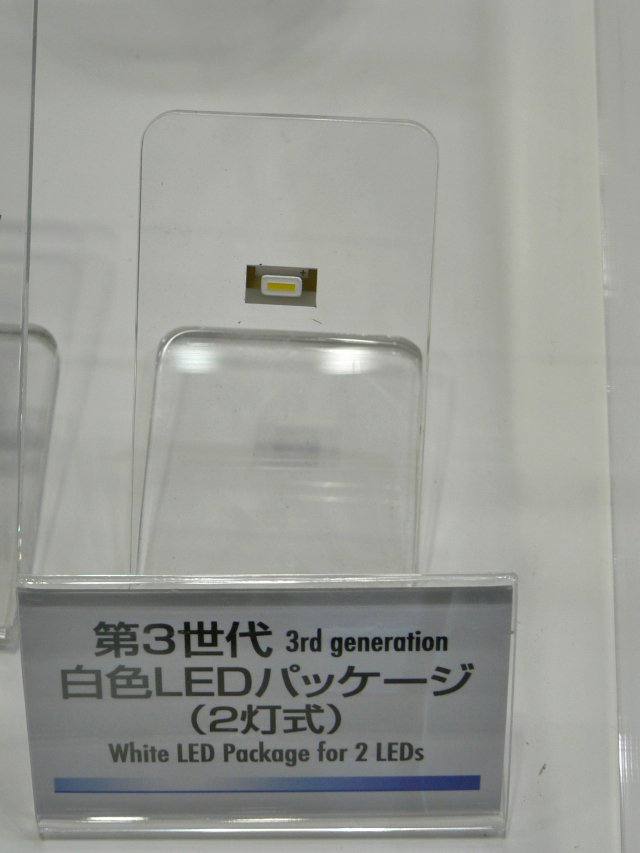 第3世代 3rd generation
白色LEDパッケージ
(2灯式)
White LED Package for 2 LEDs